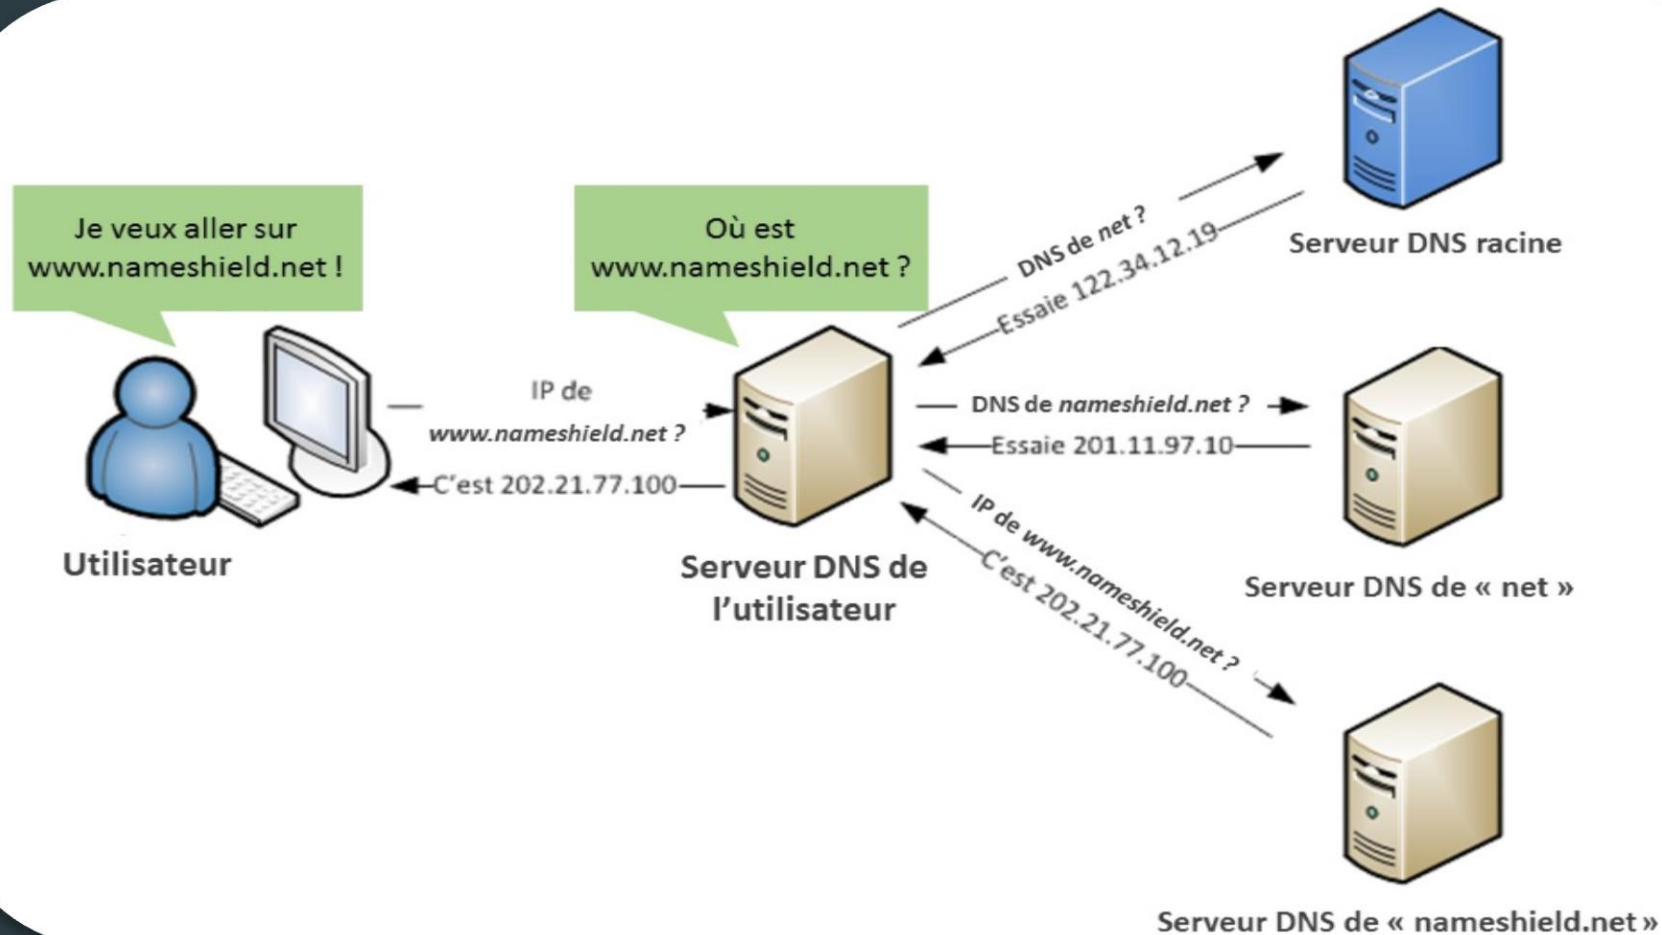 Je veux aller sur
www.nameshield.net !
Où est
www.nameshield.net ?
DNS de net ?
Essaie 122.34.12.19
Serveur DNS racine
IP de
www.nameshield.net ?
C'est 202.21.77.100
DNS de nameshield.net ?
Essaie 201.11.97.10
IP de www.nameshield.net ?
C'est 202.21.77.100
Utilisateur
Serveur DNS de
l'utilisateur
Serveur DNS de « net »
Serveur DNS de « nameshield.net »